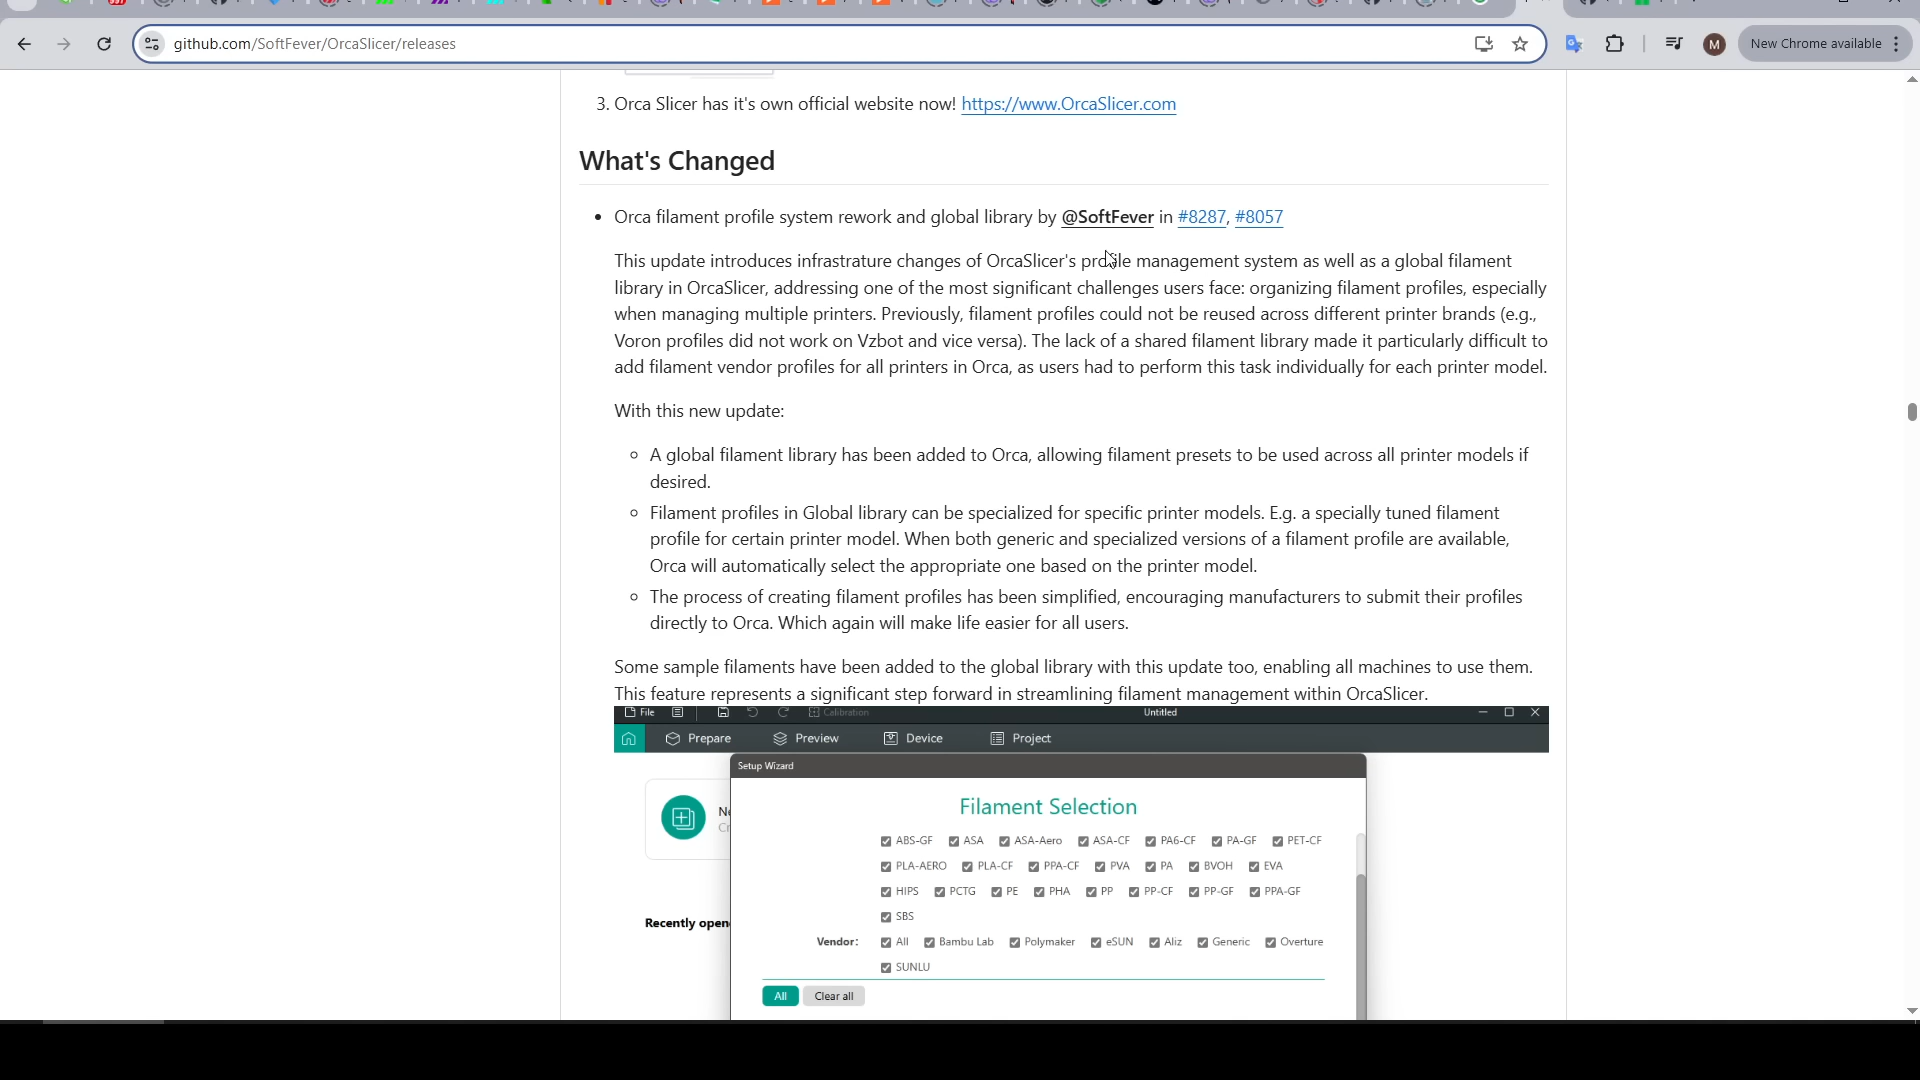 github.com/SoftFever/OrcaSlicer/releases
M
New Chrome available
3. Orca Slicer has it's own official website now! https://www.OrcaSlicer.com
What's Changed
• Orca filament profile system rework and global library by @SoftFever in #8287, #8057
This update introduces infrastrature changes of OrcaSlicer's profile management system as well as a global filament
library in OrcaSlicer, addressing one of the most significant challenges users face: organizing filament profiles, especially
when managing multiple printers. Previously, filament profiles could not be reused across different printer brands (e.g.,
Voron profiles did not work on Vzbot and vice versa). The lack of a shared filament library made it particularly difficult to
add filament vendor profiles for all printers in Orca, as users had to perform this task individually for each printer model.
With this new update:
A global filament library has been added to Orca, allowing filament presets to be used across all printer models if
desired.
Filament profiles in Global library can be specialized for specific printer models. E.g. a specially tuned filament
profile for certain printer model. When both generic and specialized versions of a filament profile are available,
Orca will automatically select the appropriate one based on the printer model.
The process of creating filament profiles has been simplified, encouraging manufacturers to submit their profiles
directly to Orca. Which again will make life easier for all users.
Some sample filaments have been added to the global library with this update too, enabling all machines to use them.
This feature represents a significant step forward in streamlining filament management within OrcaSlicer.
File Calibration Untitled
Prepare Preview Device Project
Setup Wizard
Filament Selection
ABS-GF ASA ASA-Aero ASA-CF PA6-CF PA-GF PET-CF
PLA-AERO PLA-CF PPA-CF PVA PA BVOH EVA
HIPS PCTG PE PHA PP PP-CF PP-GF PPA-GF
SBS
Recently open
Vendor: All Bambu Lab Polymaker eSUN Aliz Generic Overture
SUNLU
All Clear all